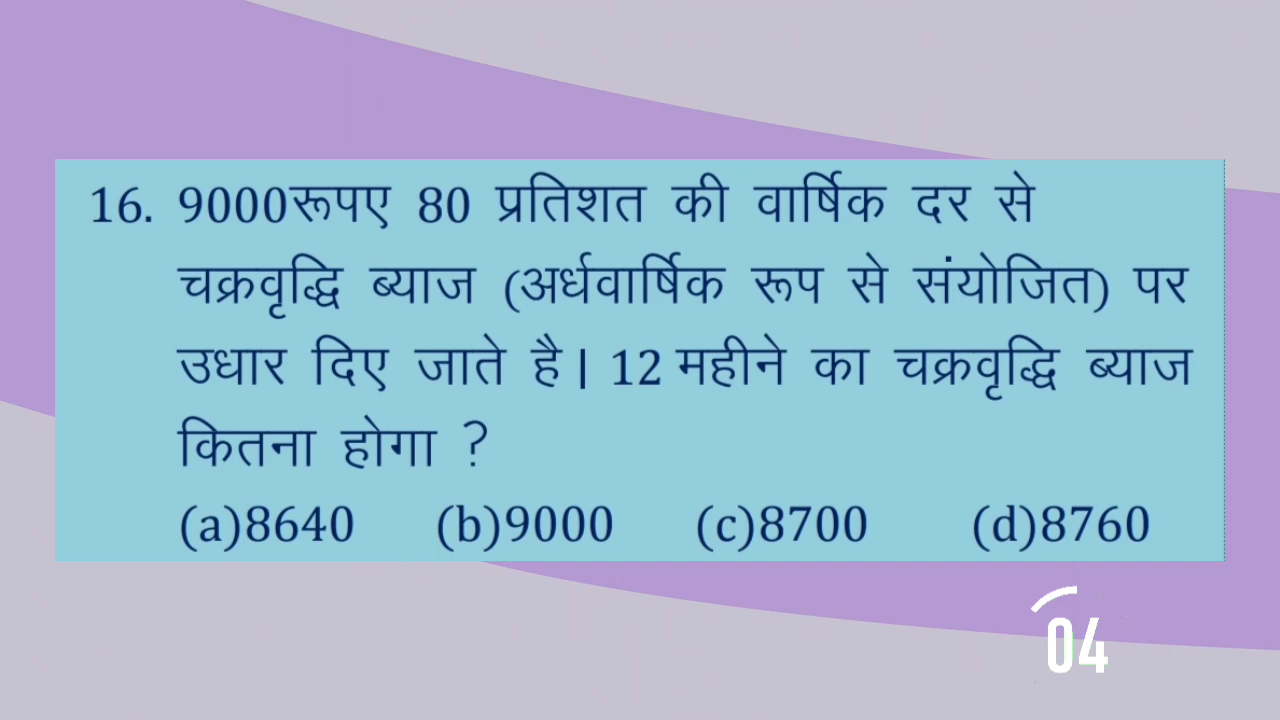 16. 9000रूपए 80 प्रतिशत की वार्षिक दर से
चक्रवृद्धि ब्याज (अर्धवार्षिक रूप से संयोजित) पर
उधार दिए जाते है| 12 महीने का चक्रवृद्धि ब्याज
कितना होगा ?
(a)8640 (b)9000 (c)8700 (d)8760
04